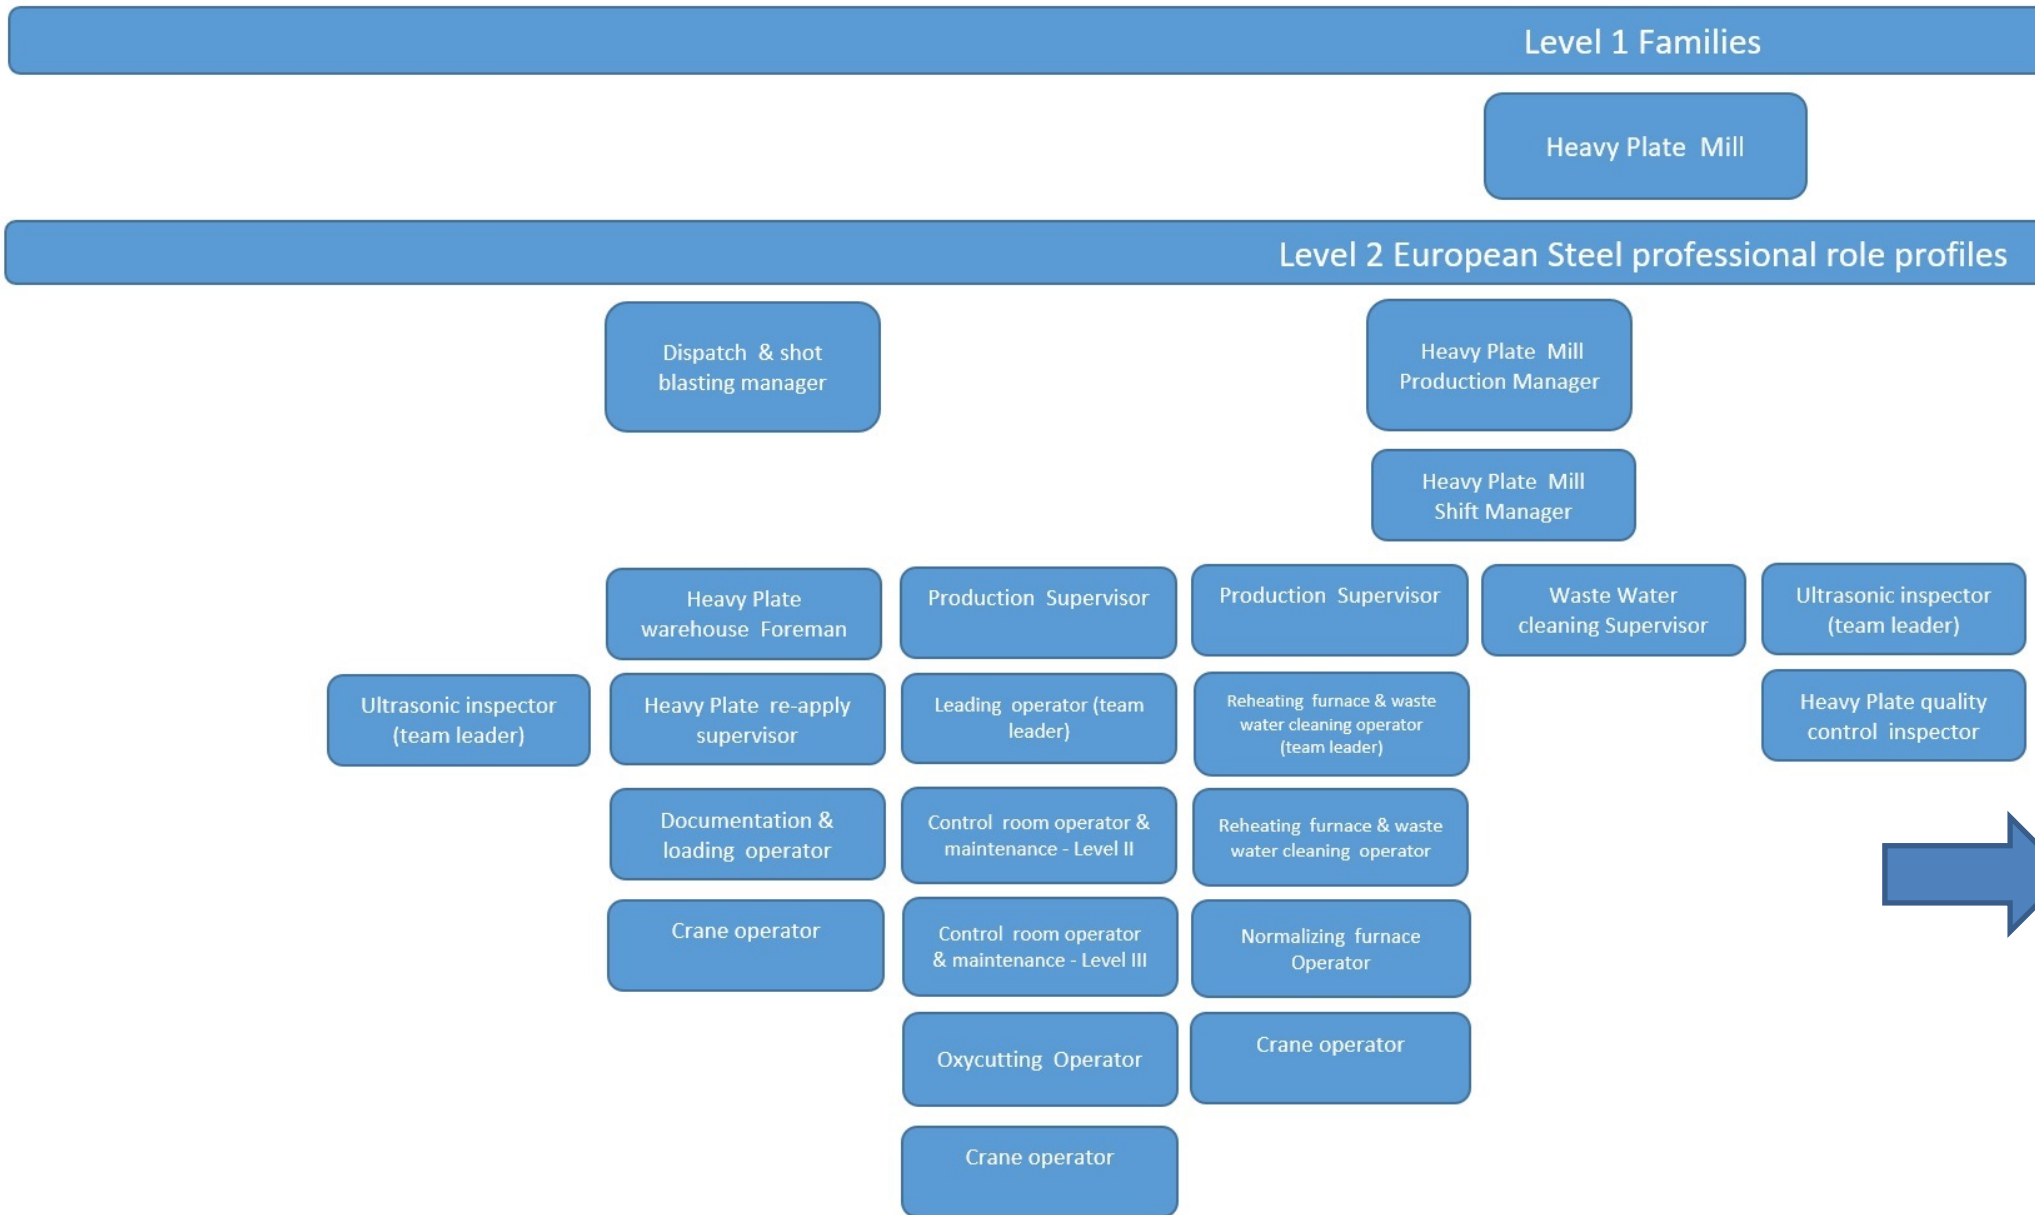 Level 1 Families
Heavy Plate Mill
Level 2 European Steel professional role profiles
Dispatch & shot
blasting manager
Heavy Plate Mill
Production Manager
Heavy Plate Mill
Shift Manager
Heavy Plate
warehouse Foreman
Production Supervisor
Production Supervisor
Waste Water
cleaning Supervisor
Ultrasonic inspector
(team leader)
Ultrasonic inspector
(team leader)
Heavy Plate re-apply
supervisor
Leading operator (team
leader)
Reheating furnace & waste
water cleaning operator
(team leader)
Heavy Plate quality
control inspector
Documentation &
loading operator
Control room operator &
maintenance - Level II
Reheating furnace & waste
water cleaning operator
Crane operator
Control room operator
& maintenance - Level III
Normalizing furnace
Operator
Oxycutting Operator
Crane operator
Crane operator